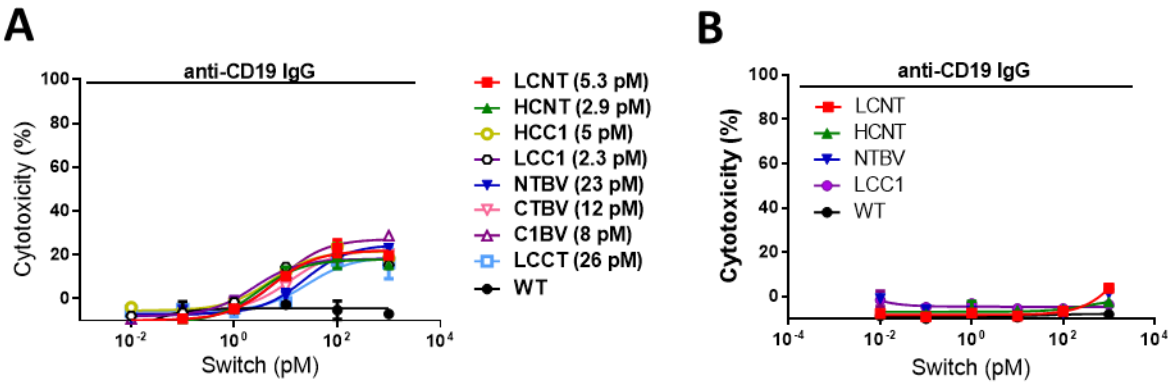 A
anti-CD19 IgG
100
80
60
40
20
0
Cytotoxicity (%)
10-2
100
102
104
Switch (pM)
LCNT (5.3 pM)
HCNT (2.9 pM)
HCC1 (5 pM)
LCC1 (2.3 pM)
NTBV (23 pM)
CTBV (12 pM)
C1BV (8 pM)
LCCT (26 pM)
WT
B
anti-CD19 IgG
100
80
60
40
20
0
Cytotoxicity (%)
LCNT
HCNT
NTBV
LCC1
WT
10-4
10-2
100
102
104
Switch (pM)